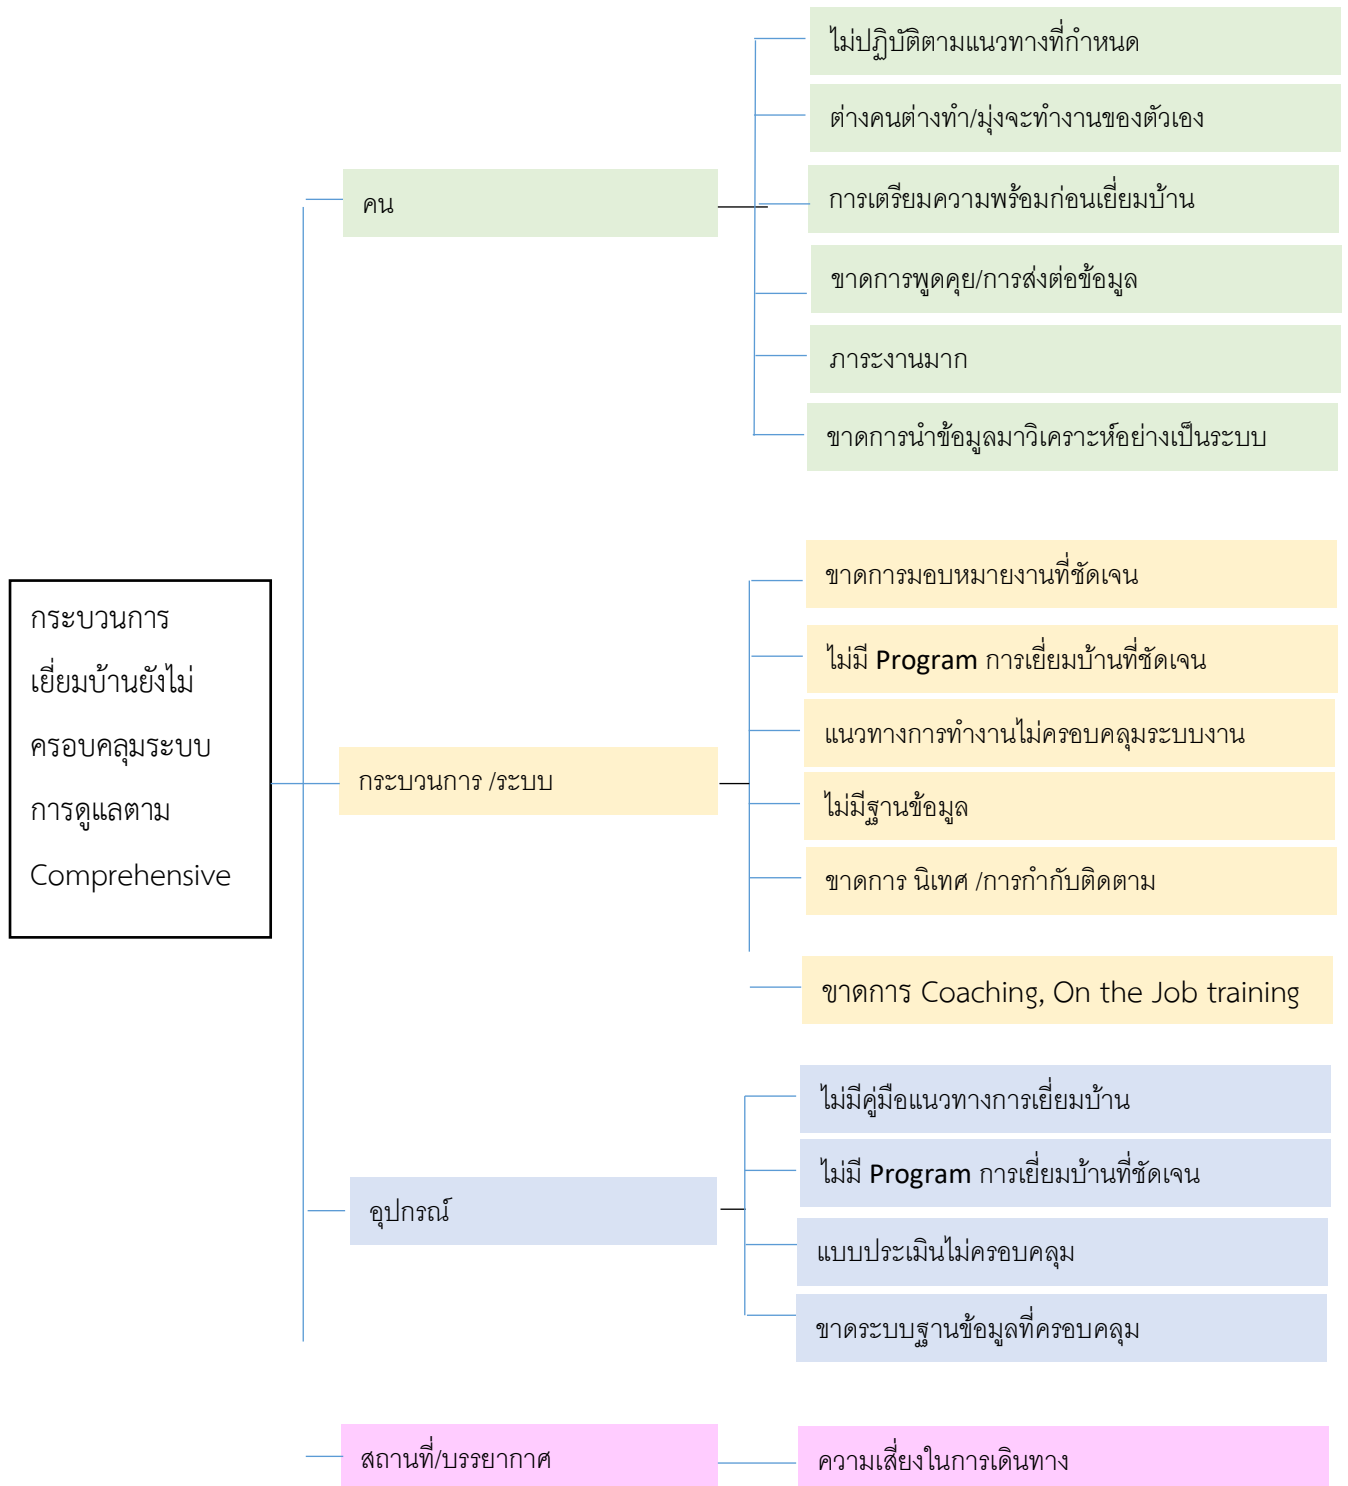 ไม่ปฏิบัติตามแนวทางที่กำหนด
ต่างคนต่างทำ/มุ่งจะทำงานของตัวเอง
คน
การเตรียมความพร้อมก่อนเยี่ยมบ้าน
ขาดการพูดคุย/การส่งต่อข้อมูล
ภาระงานมาก
ขาดการนำข้อมูลมาวิเคราะห์อย่างเป็นระบบ
กระบวนการ
เยี่ยมบ้านยังไม่
ครอบคลุมระบบ
การดูแลตาม
Comprehensive
กระบวนการ /ระบบ
ขาดการมอบหมายงานที่ชัดเจน
ไม่มี Program การเยี่ยมบ้านที่ชัดเจน
แนวทางการทำงานไม่ครอบคลุมระบบงาน
ไม่มีฐานข้อมูล
ขาดการ นิเทศ /การกำกับติดตาม
ขาดการ Coaching, On the Job training
อุปกรณ์
ไม่มีคู่มือแนวทางการเยี่ยมบ้าน
ไม่มี Program การเยี่ยมบ้านที่ชัดเจน
แบบประเมินไม่ครอบคลุม
ขาดระบบฐานข้อมูลที่ครอบคลุม
สถานที่/บรรยากาศ
ความเสี่ยงในการเดินทาง